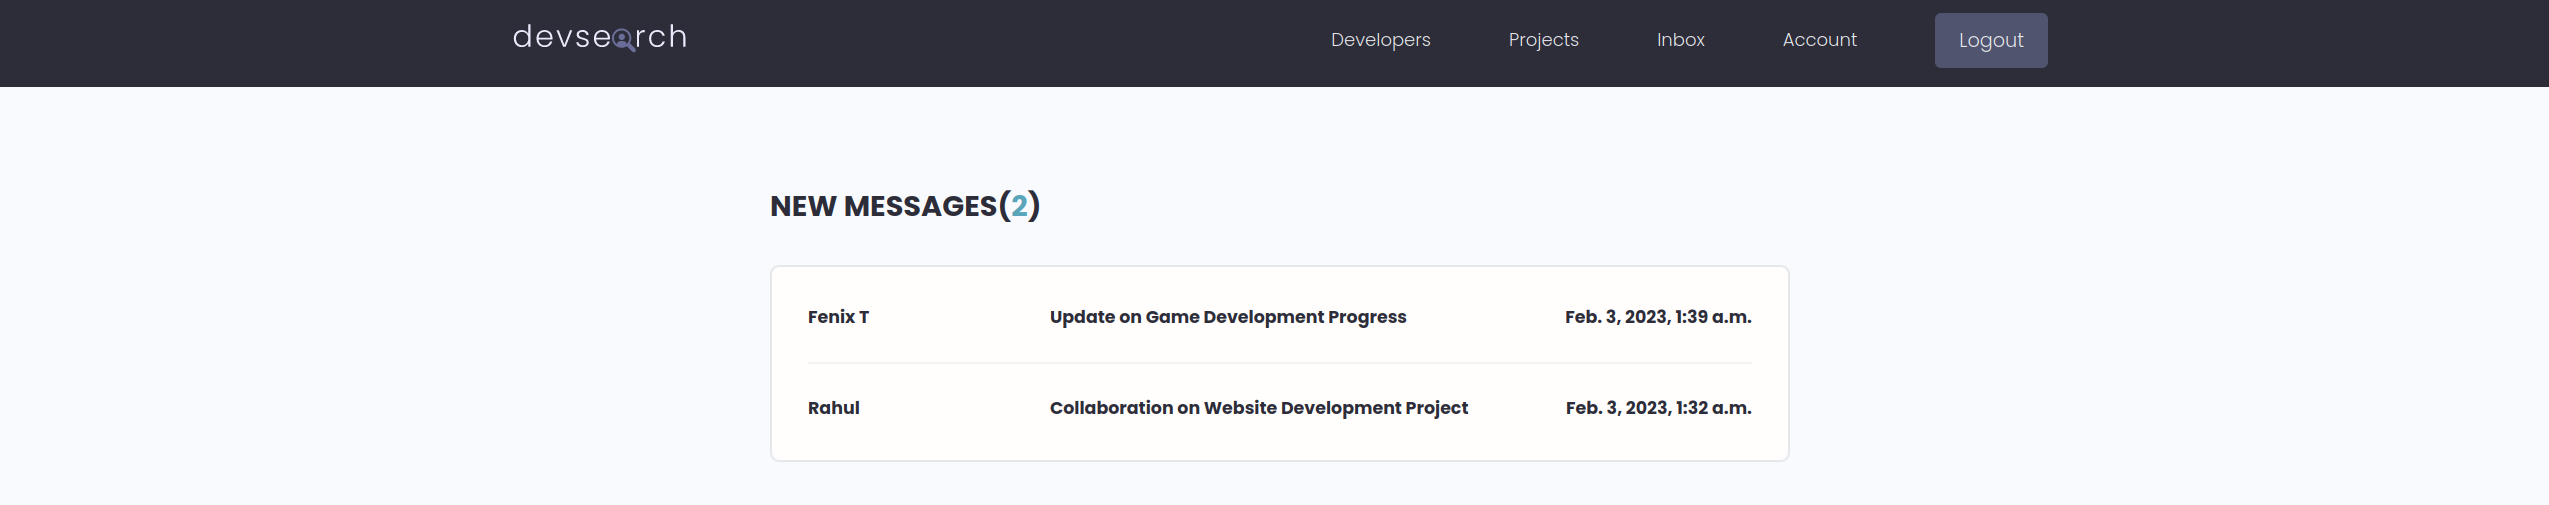 devsearch Developers Projects Inbox Account Logout
NEW MESSAGES(2)
Fenix T Update on Game Development Progress Feb. 3, 2023, 1:39 a.m.
Rahul Collaboration on Website Development Project Feb. 3, 2023, 1:32 a.m.